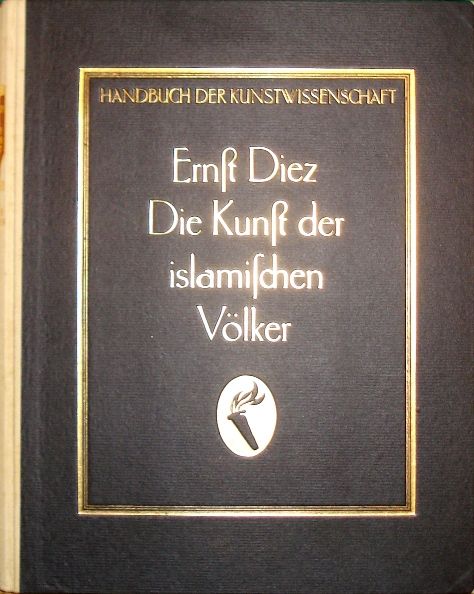 HANDBUCH DER KUNSTWISSENSCHAFT
Ernſt Diez
Die Kunſt der
islamiſchen
Völker